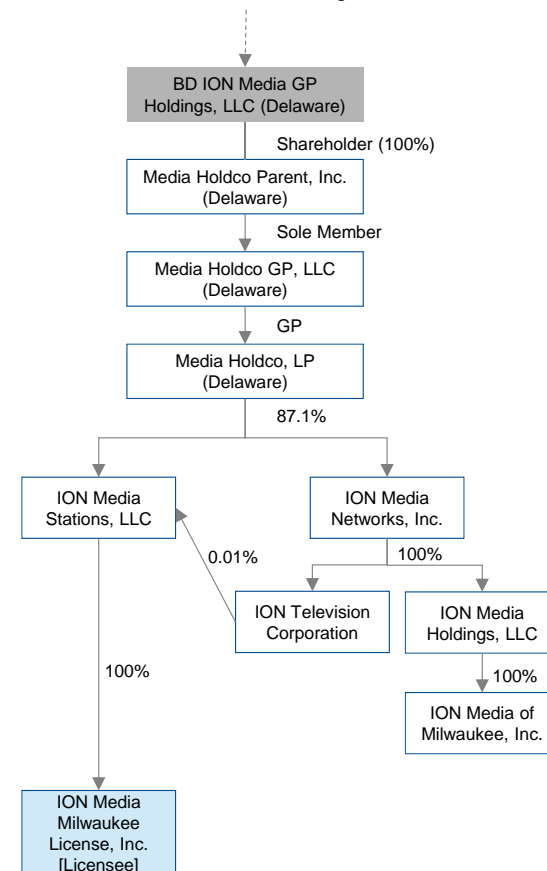 BD ION Media GP
Holdings, LLC (Delaware)
Shareholder (100%)
Media Holdco Parent, Inc.
(Delaware)
Sole Member
Media Holdco GP, LLC
(Delaware)
GP
Media Holdco, LP
(Delaware)
87.1%
ION Media
Stations, LLC
ION Media
Networks, Inc.
0.01%
100%
ION Television
Corporation
ION Media
Holdings, LLC
100%
100%
ION Media of
Milwaukee, Inc.
ION Media
Milwaukee
License, Inc.
[Licensee]